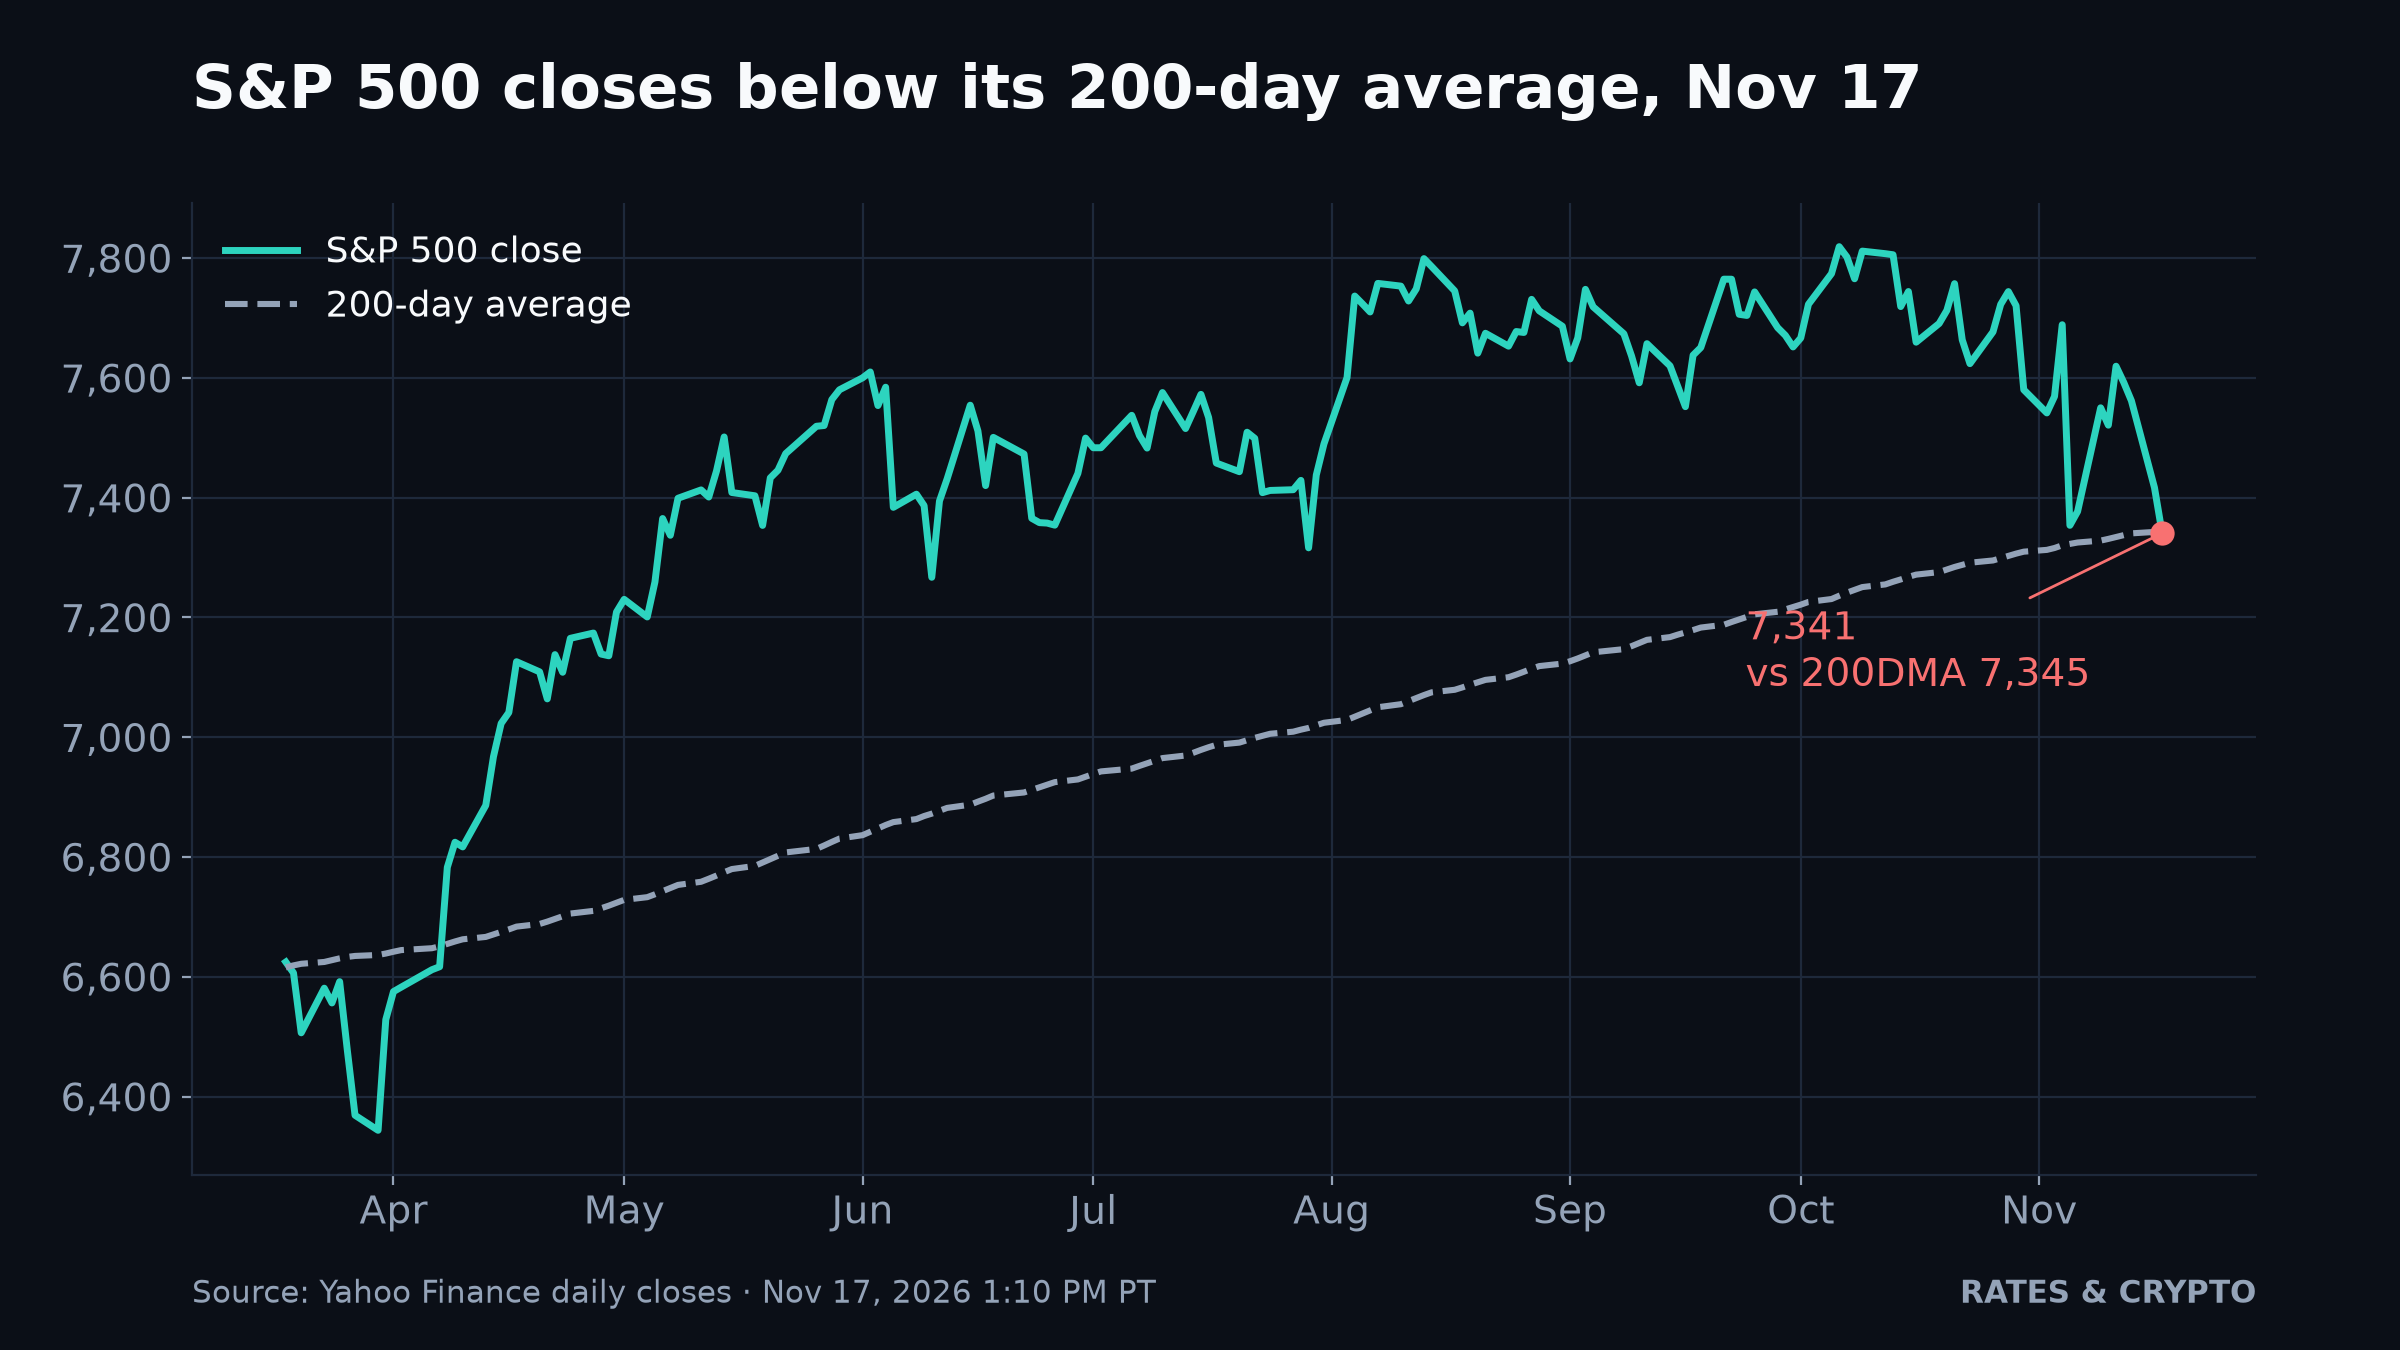 S&P 500 closes below its 200-day average, Nov 17
S&P 500 close
200-day average
7,800
7,600
7,400
7,200
7,000
6,800
6,600
6,400
7,341
vs 200DMA 7,345
Apr May Jun Jul Aug Sep Oct Nov
Source: Yahoo Finance daily closes · Nov 17, 2026 1:10 PM PT
RATES & CRYPTO